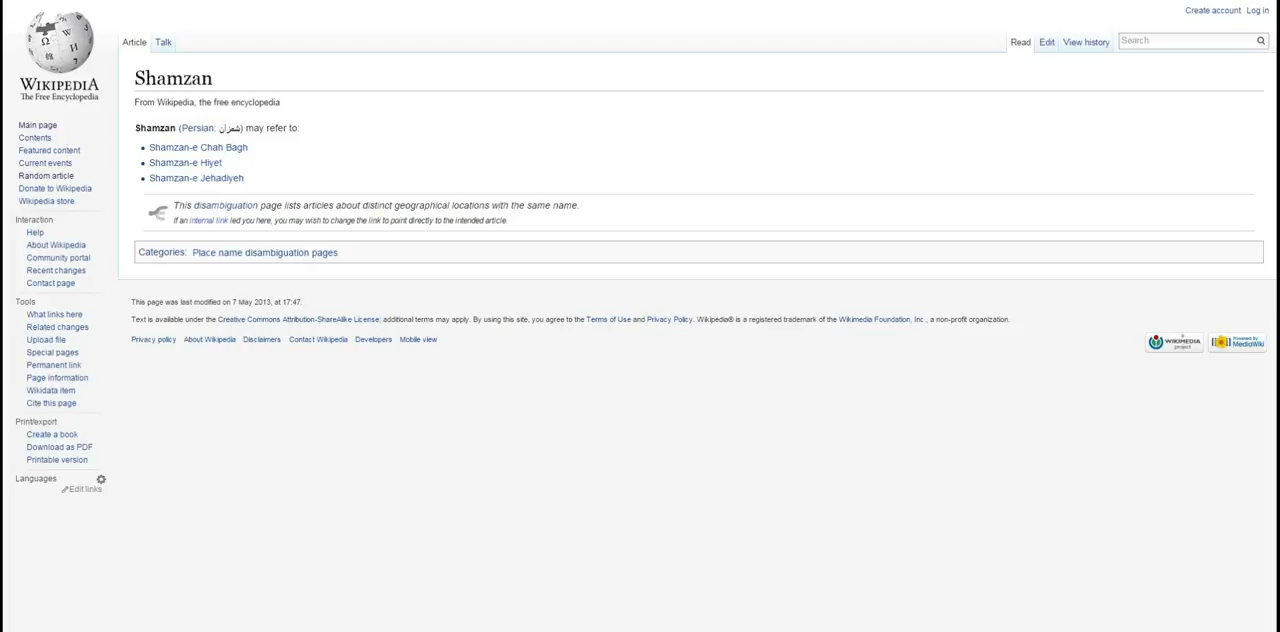 Create account Log in
Article Talk Read Edit View history Search
WIKIPEDIA
The Free Encyclopedia
Main page
Contents
Featured content
Current events
Random article
Donate to Wikipedia
Wikipedia store
Interaction
Help
About Wikipedia
Community portal
Recent changes
Contact page
Tools
What links here
Related changes
Upload file
Special pages
Permanent link
Page information
Wikidata item
Cite this page
Print/export
Create a book
Download as PDF
Printable version
Languages
Edit links
Shamzan
From Wikipedia, the free encyclopedia
Shamzan (Persian: شمزان) may refer to:
• Shamzan-e Chah Bagh
• Shamzan-e Hiyet
• Shamzan-e Jehadiyeh
This disambiguation page lists articles about distinct geographical locations with the same name.
If an internal link led you here, you may wish to change the link to point directly to the intended article.
Categories: Place name disambiguation pages
This page was last modified on 7 May 2013, at 17:47.
Text is available under the Creative Commons Attribution-ShareAlike License; additional terms may apply. By using this site, you agree to the Terms of Use and Privacy Policy. Wikipedia® is a registered trademark of the Wikimedia Foundation, Inc., a non-profit organization.
Privacy policy About Wikipedia Disclaimers Contact Wikipedia Developers Mobile view
A WIKIMEDIA project
Powered By MediaWiki